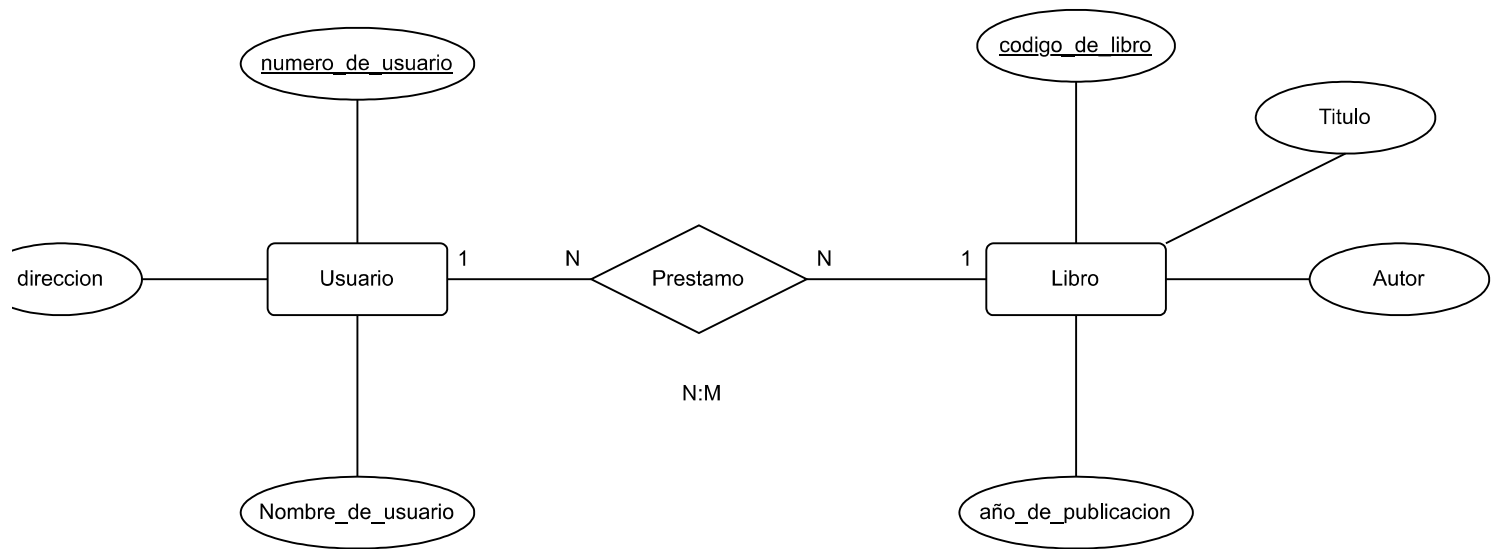 codigo_de_libro
numero_de_usuario
Titulo
direccion
Usuario
1
N
Prestamo
N
1
Libro
Autor
N:M
Nombre_de_usuario
año_de_publicacion